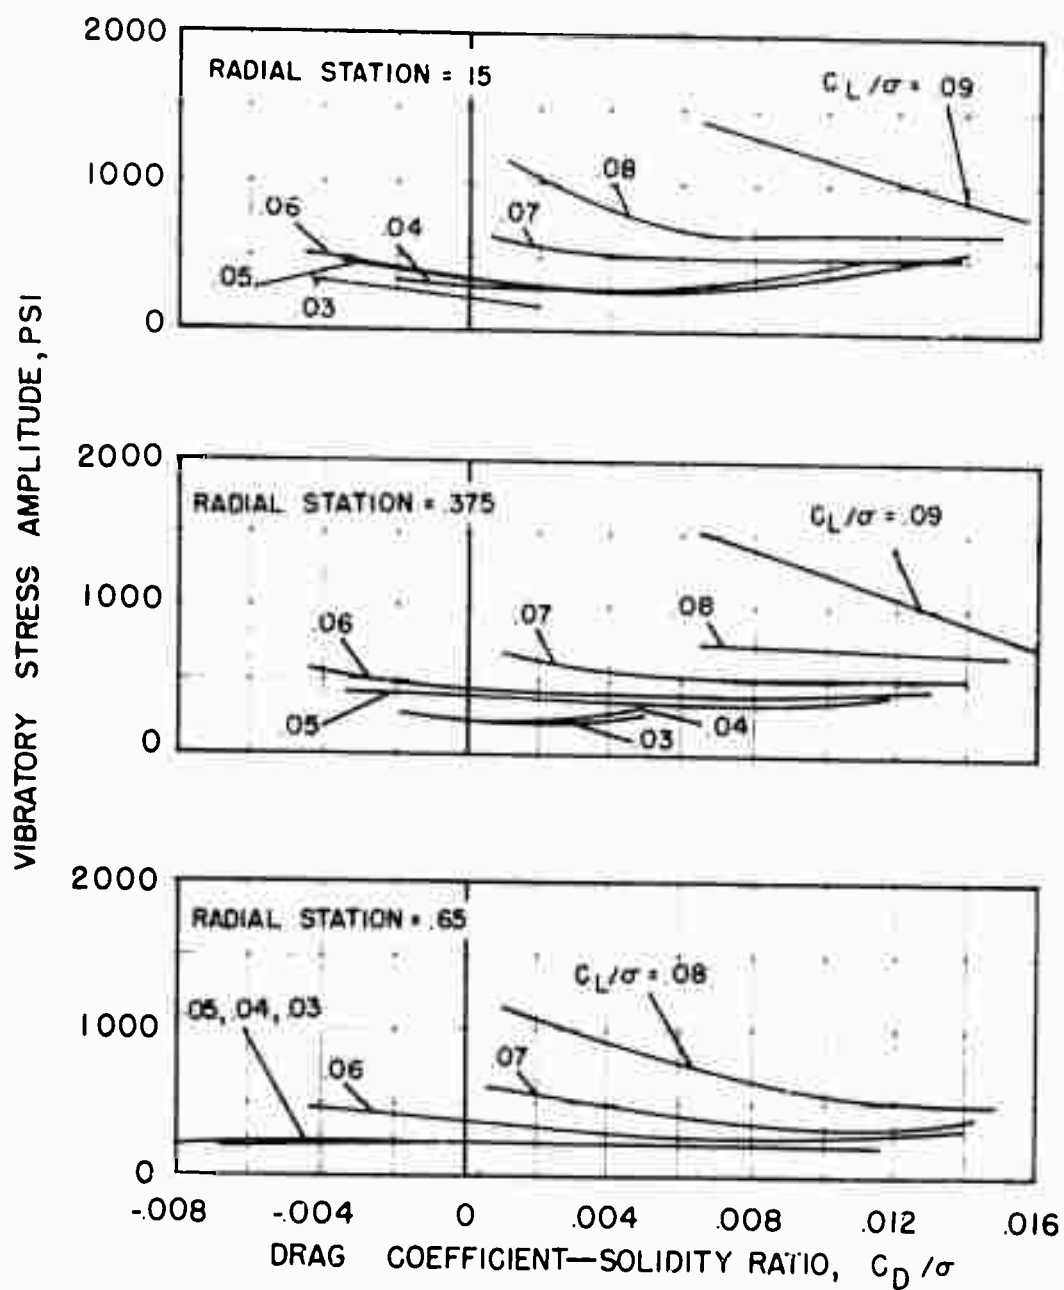 VIBRATORY STRESS AMPLITUDE, PSI
2000
1000
0
RADIAL STATION = 15
CL/σ = .09
.08
.07
.06
.04
.05
.03
2000
1000
0
RADIAL STATION = .375
CL/σ = .09
.08
.07
.06
.05
.04
.03
2000
1000
0
RADIAL STATION = .65
CL/σ = .08
.05, .04, .03
.07
.06
-.008 -.004 0 .004 .008 .012 .016
DRAG COEFFICIENT—SOLIDITY RATIO, CD/σ